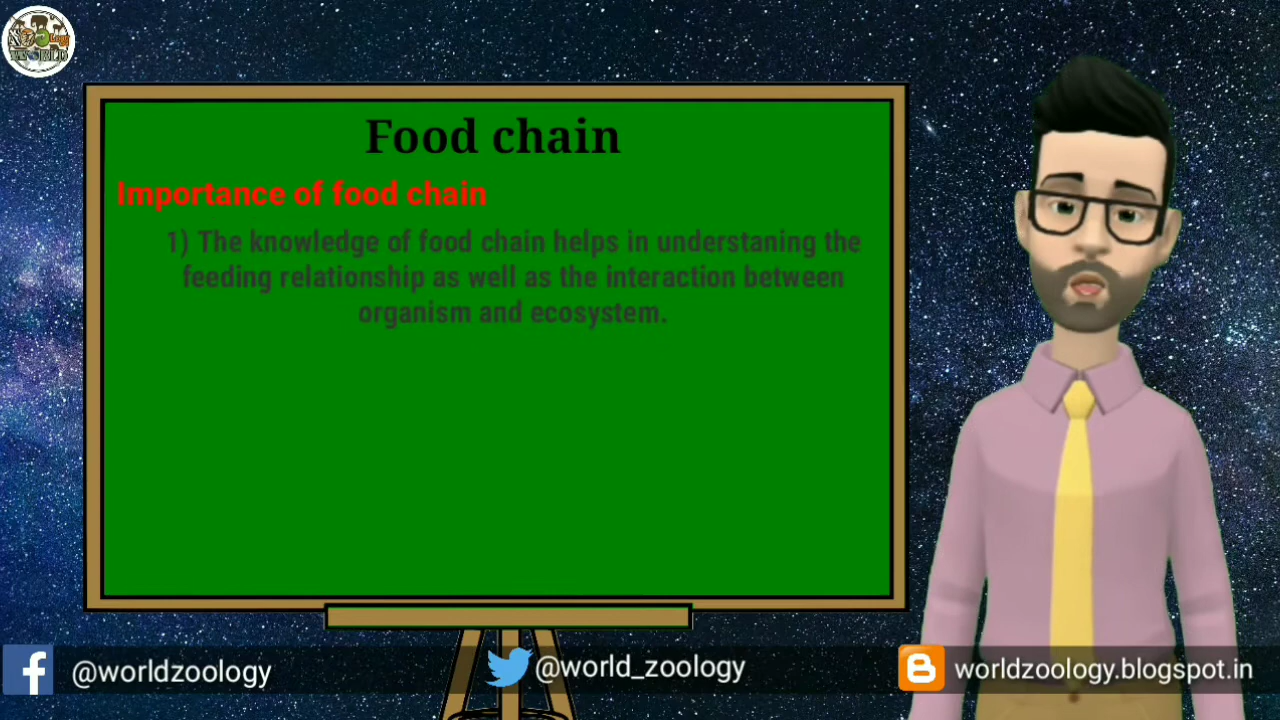 Food chain
Importance of food chain
1) The knowledge of food chain helps in understaning the
feeding relationship as well as the interaction between
organism and ecosystem.
@worldzoology
@world_zoology
worldzoology.blogspot.in